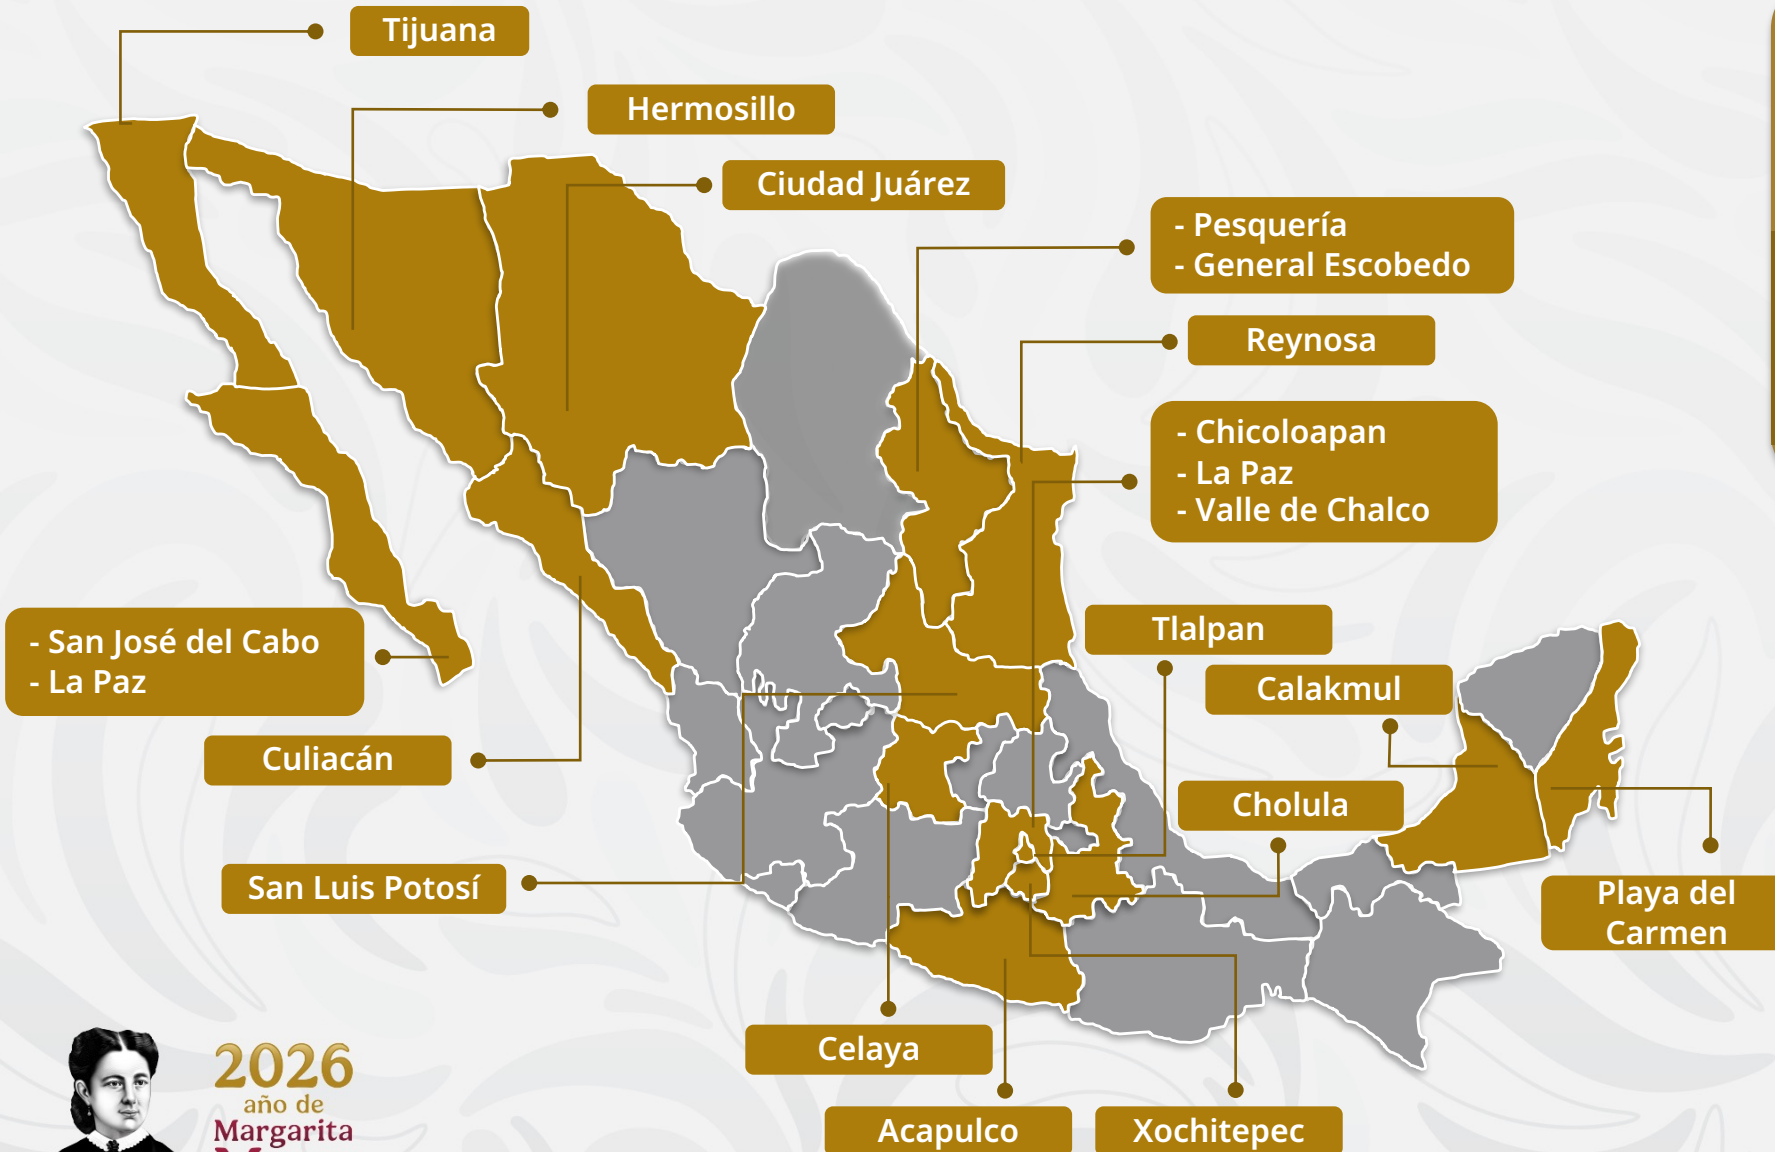 Tijuana
Hermosillo
Ciudad Juárez
- Pesquería
- General Escobedo
Reynosa
- Chicoloapan
- La Paz
- Valle de Chalco
Tlalpan
- San José del Cabo
- La Paz
Calakmul
Culiacán
Cholula
San Luis Potosí
Playa del
Carmen
Celaya
Acapulco
Xochitepec
2026
año de
Margarita